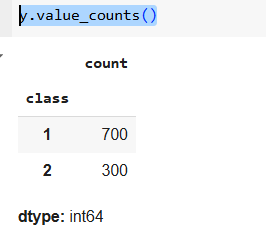 y.value_counts()
count
class
1 700
2 300
dtype: int64